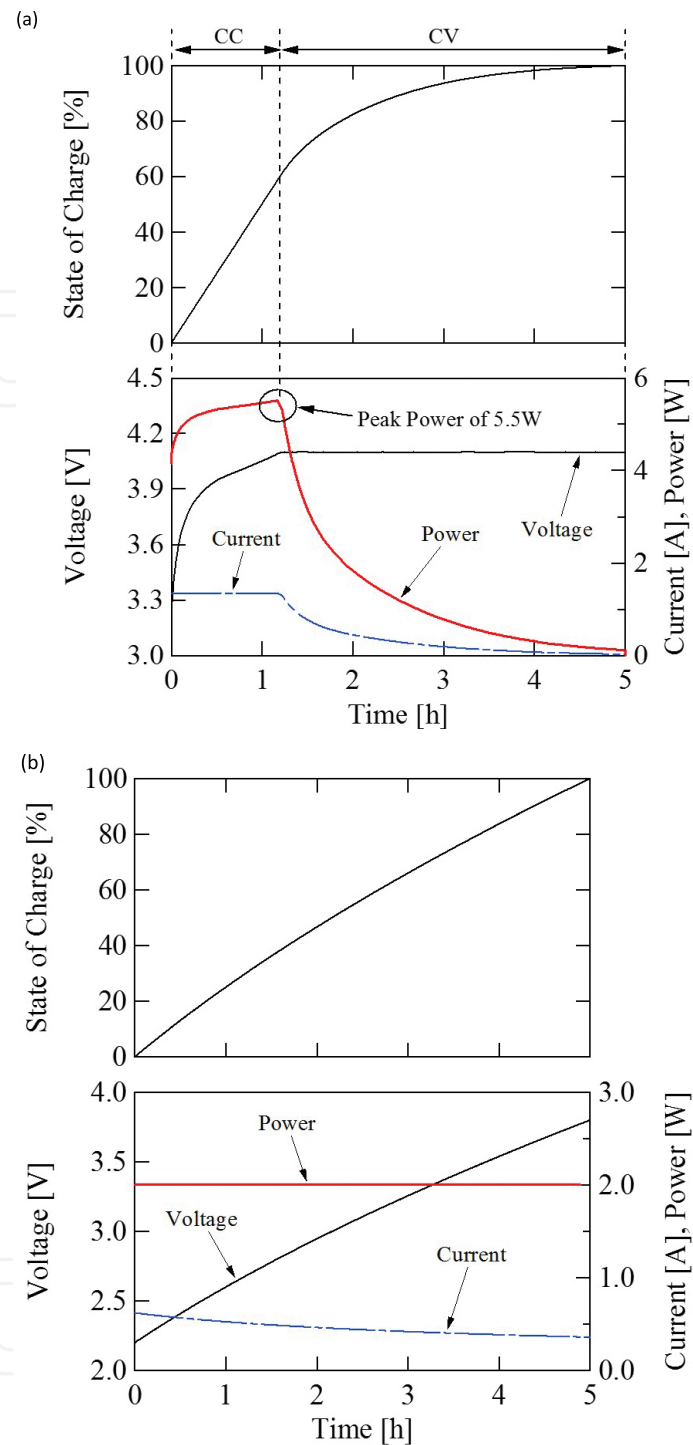 (a)
CC CV
100
80
60
40
20
0
State of Charge [%]
4.5
4.2
3.9
3.6
3.3
3.0
Voltage [V]
6
4
2
0
Current [A], Power [W]
Peak Power of 5.5W
Current
Power
Voltage
0 1 2 3 4 5
Time [h]
(b)
100
80
60
40
20
0
State of Charge [%]
4.0
3.5
3.0
2.5
2.0
Voltage [V]
3.0
2.0
1.0
0.0
Current [A], Power [W]
Power
Voltage
Current
0 1 2 3 4 5
Time [h]